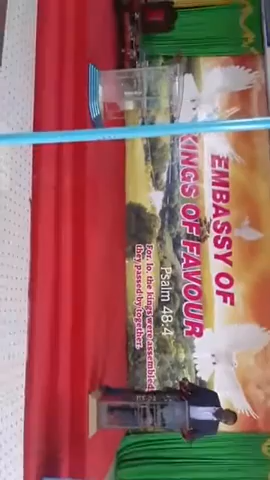 EMBASSY OF
KINGS OF FAVOUR
Psalm 48:4
For, lo, the kings were assembled,
they passed by together.